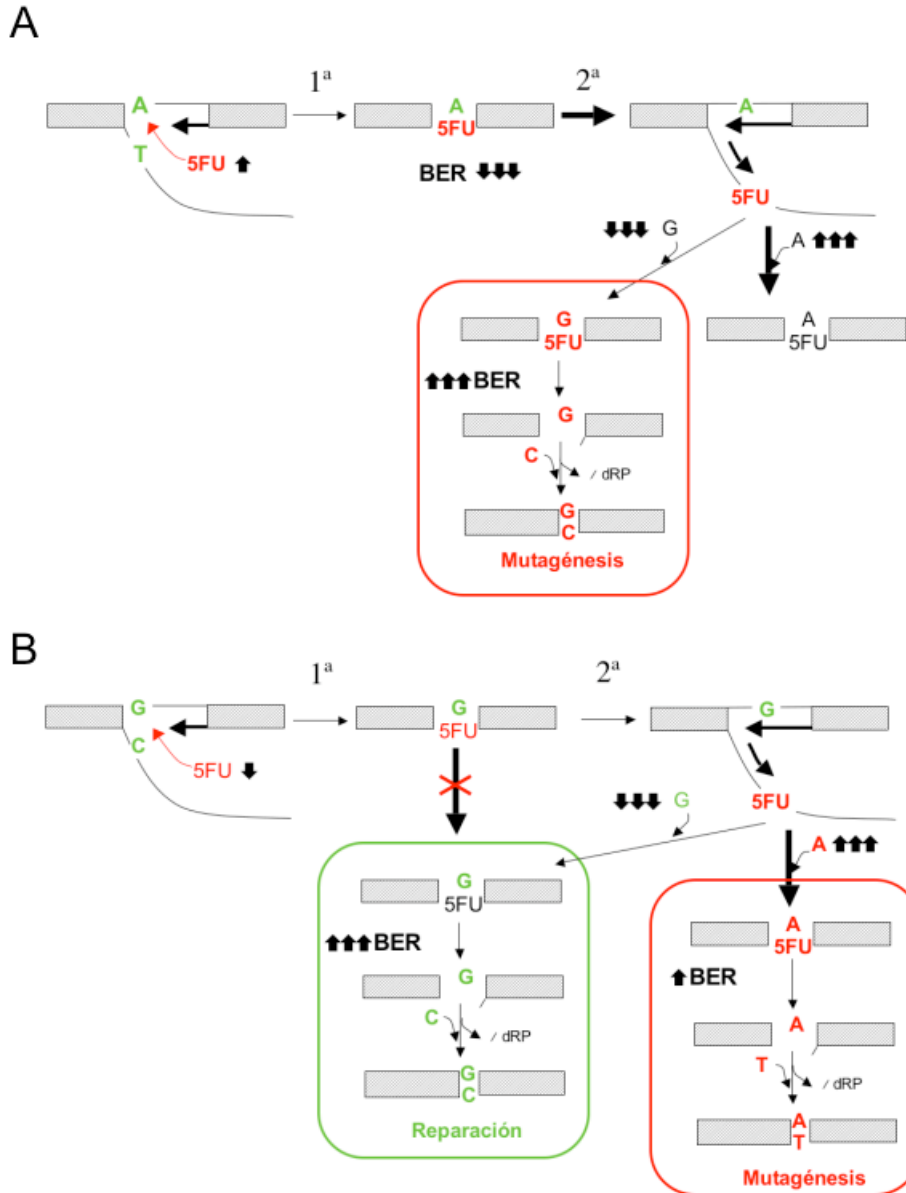 A
1ª 2ª
A A A
5FU
T 5FU
BER 5FU
G
A
G A
5FU 5FU
BER
G
C / dRP
G
C
Mutagénesis
B
1ª 2ª
G G G
5FU
C
5FU G 5FU
A
G
5FU A
5FU
BER BER
G
A
C / dRP
T / dRP
G
C A
T
Reparación
Mutagénesis